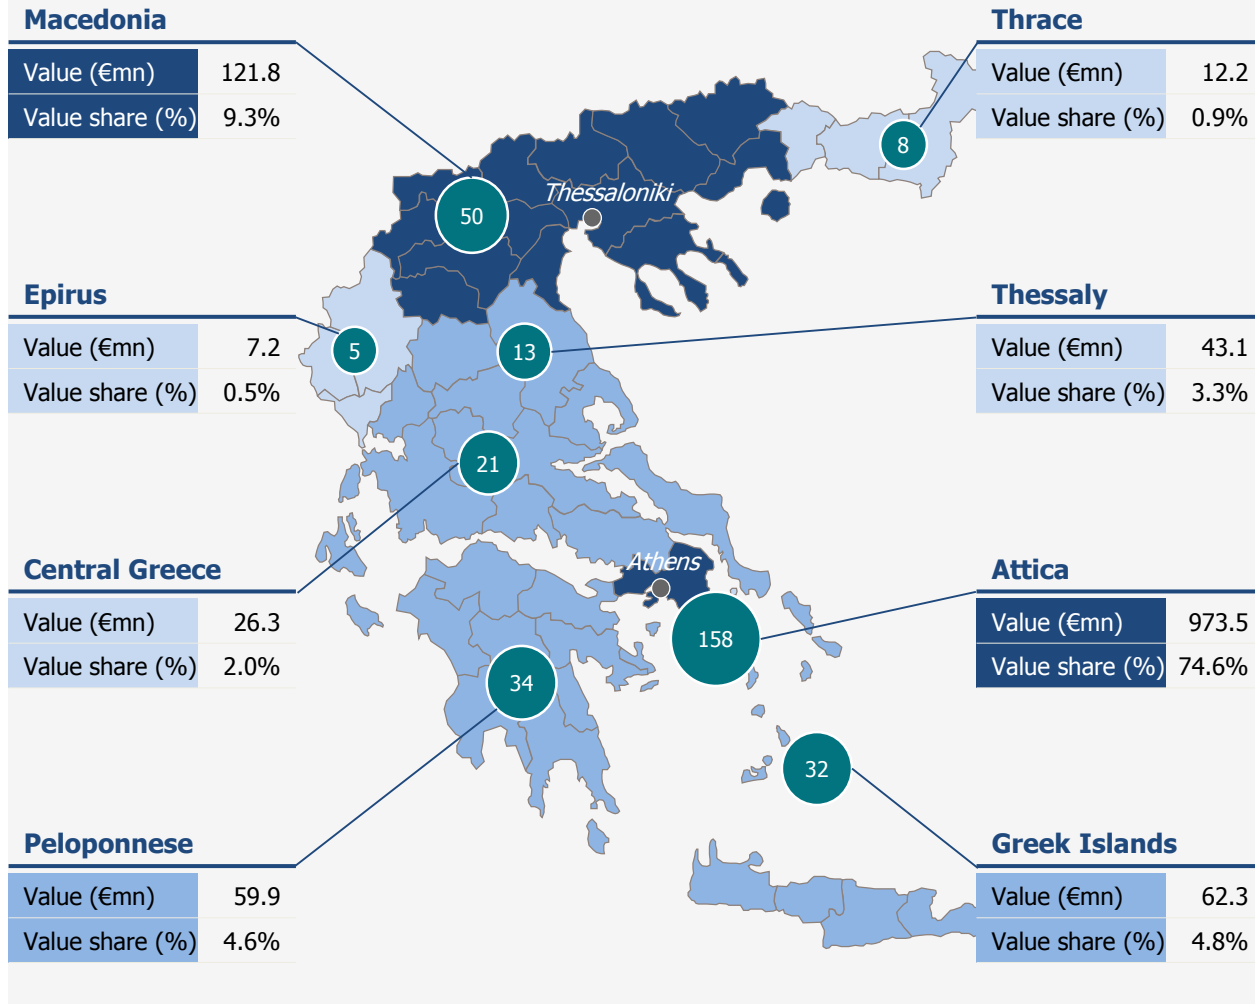 Macedonia
Value (€mn) 121.8
Value share (%) 9.3%
Thrace
Value (€mn) 12.2
Value share (%) 0.9%
8
Thessaloniki
50
Epirus
Value (€mn) 7.2
Value share (%) 0.5%
5
13
Thessaly
Value (€mn) 43.1
Value share (%) 3.3%
21
Central Greece
Value (€mn) 26.3
Value share (%) 2.0%
Athens
158
Attica
Value (€mn) 973.5
Value share (%) 74.6%
34
32
Peloponnese
Value (€mn) 59.9
Value share (%) 4.6%
Greek Islands
Value (€mn) 62.3
Value share (%) 4.8%